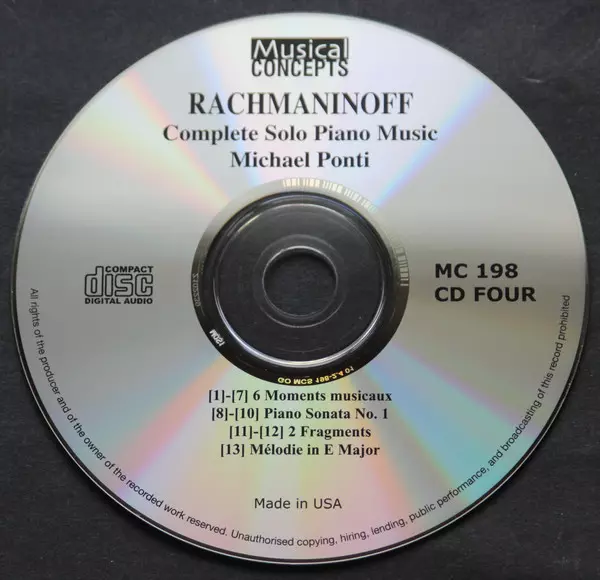 Musical
CONCEPTS
RACHMANINOFF
Complete Solo Piano Music
Michael Ponti
COMPACT
disc
DIGITAL AUDIO
MC 198
CD FOUR
[1]-[7] 6 Moments musicaux
[8]-[10] Piano Sonata No. 1
[11]-[12] 2 Fragments
[13] Mélodie in E Major
Made in USA
All rights of the producer and of the owner of the recorded work reserved. Unauthorised copying, hiring, lending, public performance, and broadcasting of this record prohibited